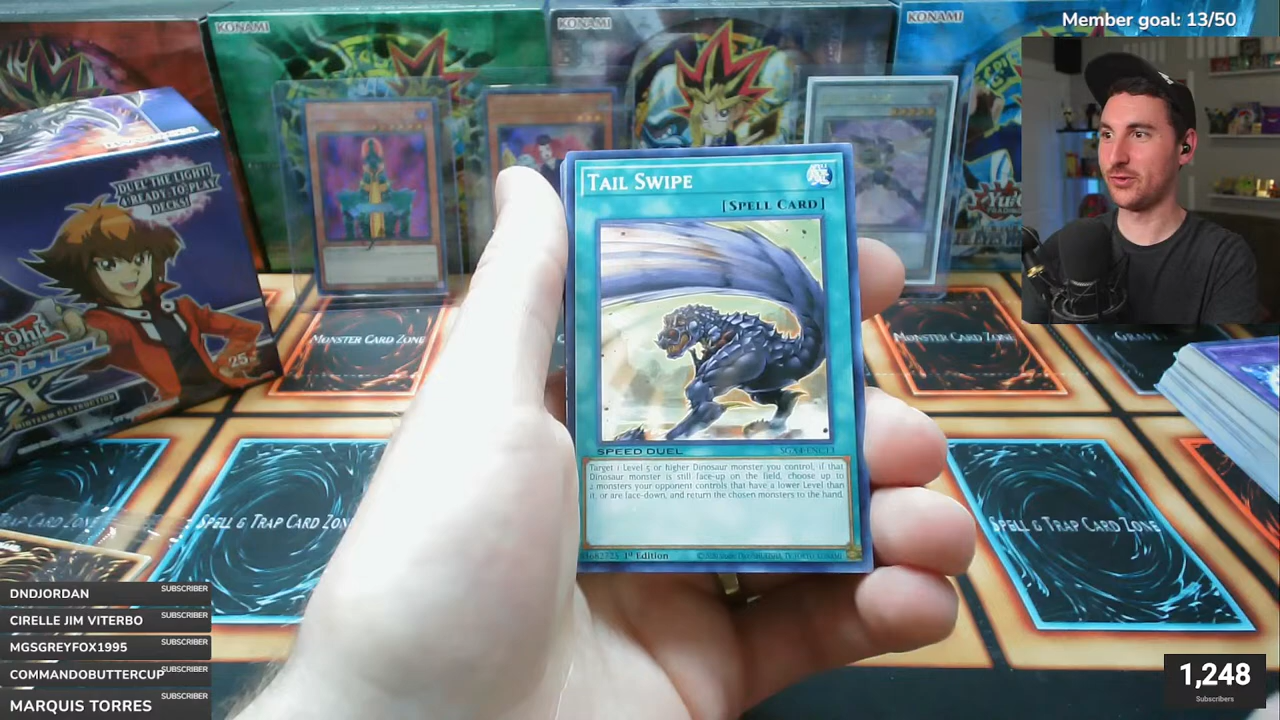 Member goal: 13/50
KONAMI
KONAMI
KONAMI
DUEL THE LIGHT!
4 READY TO PLAY
DECKS!
25
TAIL SWIPE
[SPELL CARD]
SPEED DUEL
Target 1 Level 5 or higher Dinosaur monster you control, if that
Dinosaur monster is still face-up on the field, choose up to
2 monsters your opponent controls that have a lower Level than
it, or are face-down, and return the chosen monsters to the hand.
1st Edition
MONSTER CARD ZONE
MONSTER CARD ZONE
SPELL & TRAP CARD ZONE
SPELL & TRAP CARD ZONE
DNDJORDAN SUBSCRIBER
CIRELLE JIM VITERBO SUBSCRIBER
MGSGREYFOX1995 SUBSCRIBER
COMMANDOBUTTERCUP SUBSCRIBER
MARQUIS TORRES SUBSCRIBER
1,248
Subscribers